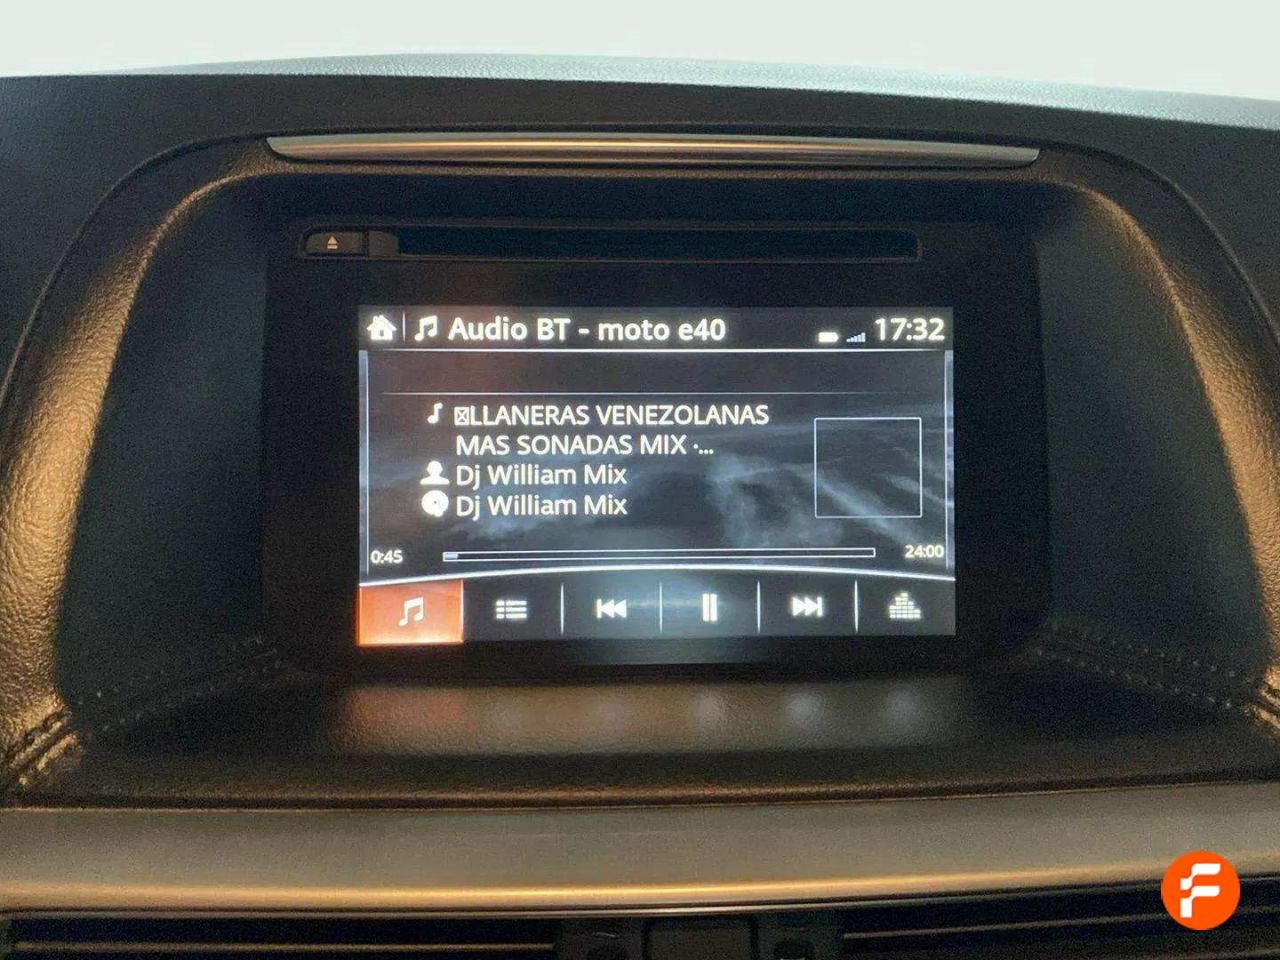 Audio BT - moto e40
17:32
LLANERAS VENEZOLANAS
MAS SONADAS MIX ·...
Dj William Mix
Dj William Mix
0:45
24:00
F